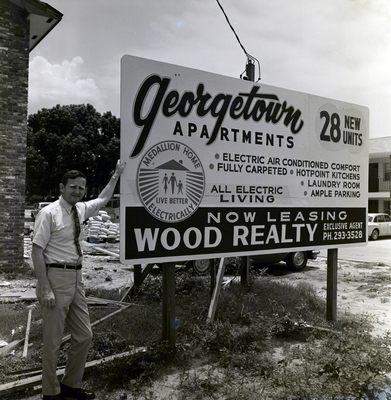 Georgetown
APARTMENTS
28 NEW
UNITS
MEDALLION HOME
LIVE BETTER
ELECTRICALLY
• ELECTRIC AIR CONDITIONED COMFORT
• FULLY CARPETED • HOTPOINT KITCHENS
• LAUNDRY ROOM
ALL ELECTRIC
LIVING
• AMPLE PARKING
NOW LEASING
WOOD REALTY
EXCLUSIVE AGENT
PH. 293-3528